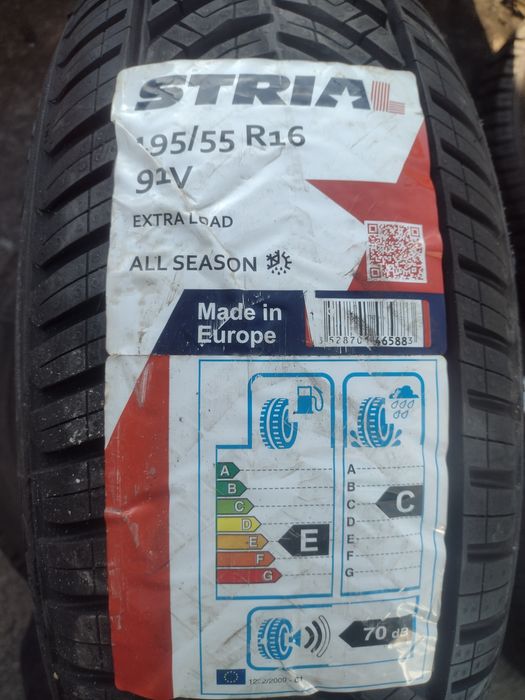 STRIAL
195/55 R16
91V
EXTRA LOAD
ALL SEASON
Made in
Europe
A
B
C
D
E
F
G
E
A
B
C
D
E
F
G
C
70 dB